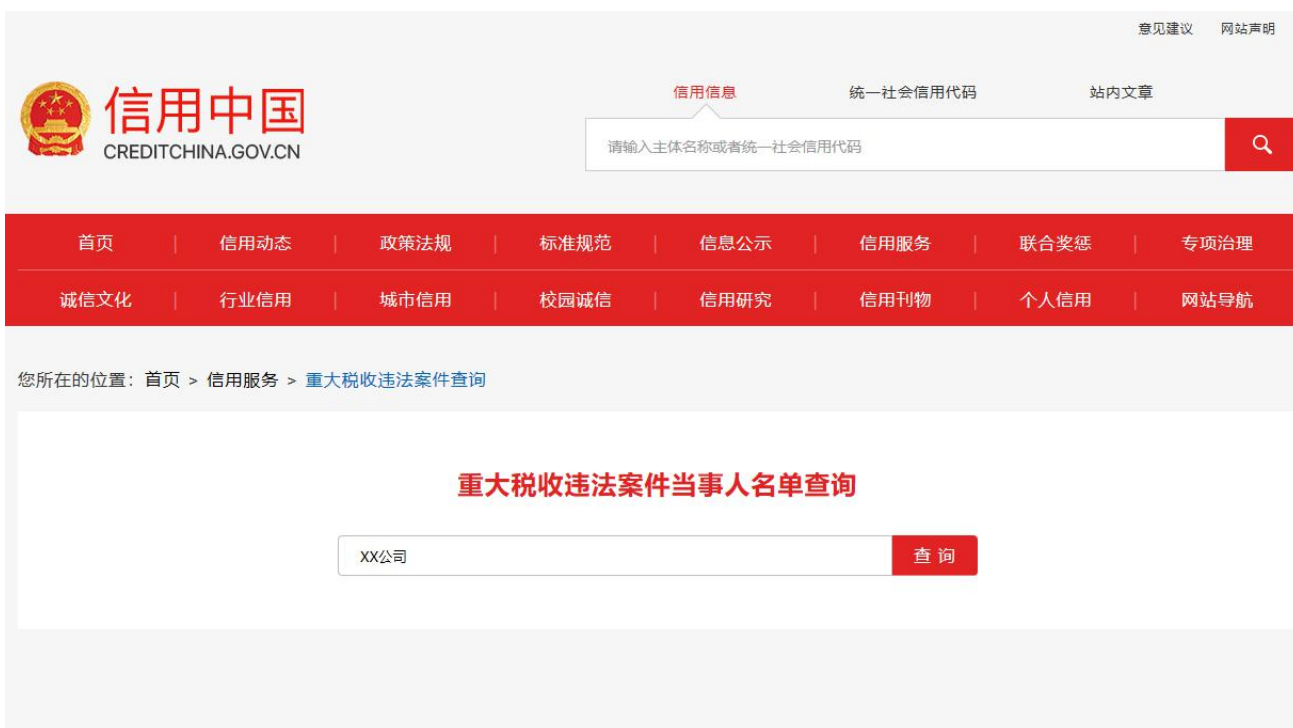 意见建议 网站声明
信用中国
CREDITCHINA.GOV.CN
信用信息 统一社会信用代码 站内文章
请输入主体名称或者统一社会信用代码
首页 | 信用动态 | 政策法规 | 标准规范 | 信息公示 | 信用服务 | 联合奖惩 | 专项治理
诚信文化 | 行业信用 | 城市信用 | 校园诚信 | 信用研究 | 信用刊物 | 个人信用 | 网站导航
您所在的位置：首页 > 信用服务 > 重大税收违法案件查询
重大税收违法案件当事人名单查询
XX公司 查询